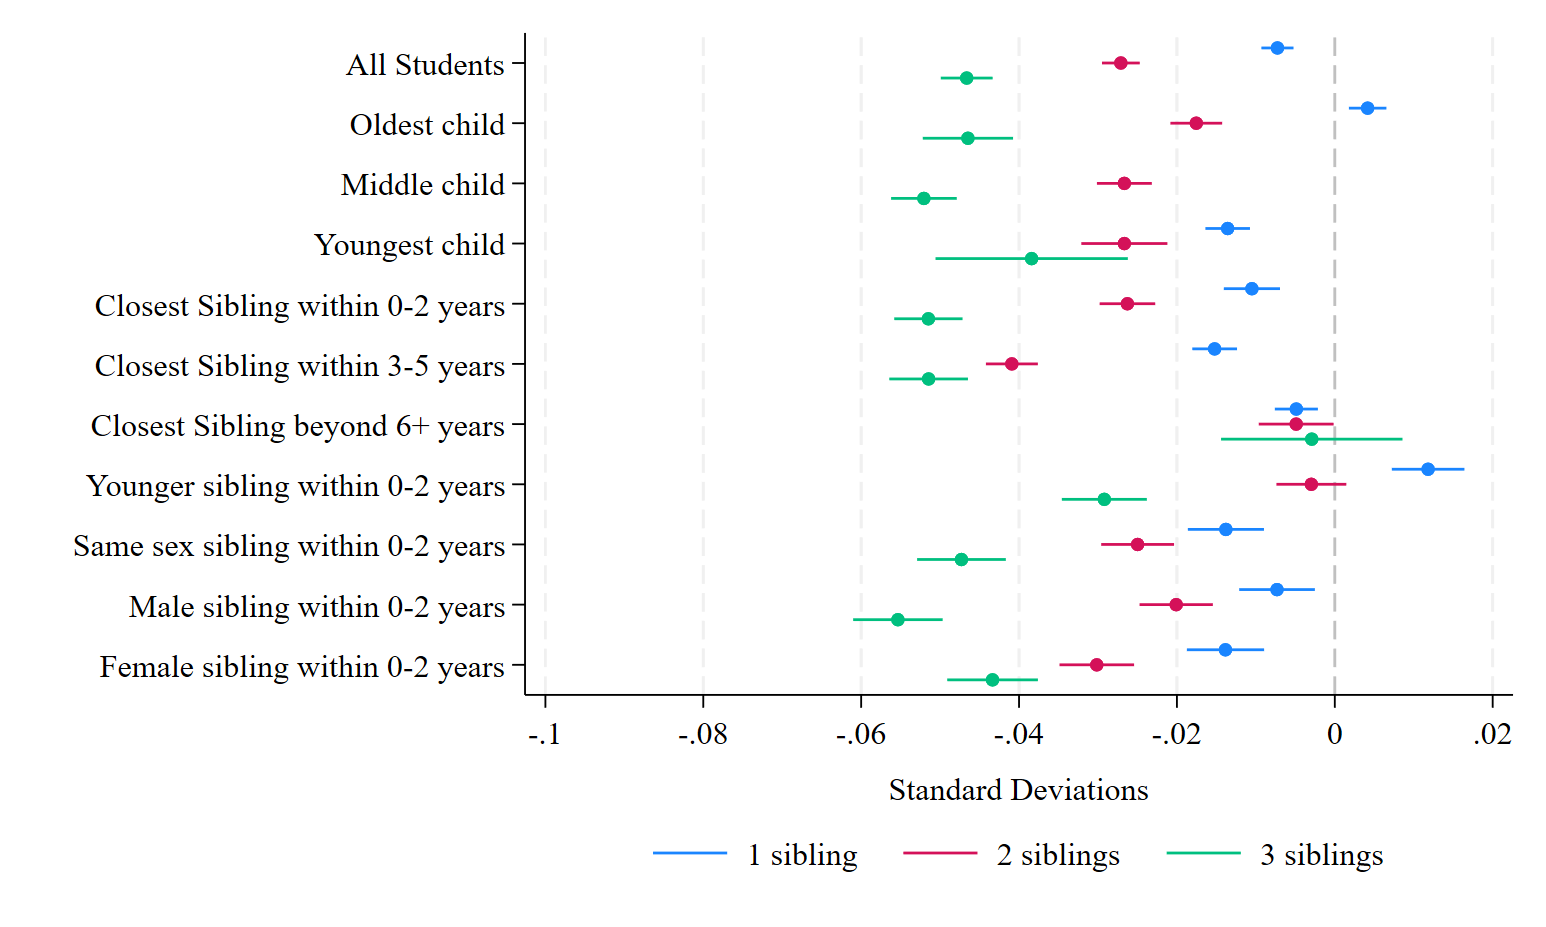 All Students
Oldest child
Middle child
Youngest child
Closest Sibling within 0-2 years
Closest Sibling within 3-5 years
Closest Sibling beyond 6+ years
Younger sibling within 0-2 years
Same sex sibling within 0-2 years
Male sibling within 0-2 years
Female sibling within 0-2 years
-.1 -.08 -.06 -.04 -.02 0 .02
Standard Deviations
1 sibling 2 siblings 3 siblings